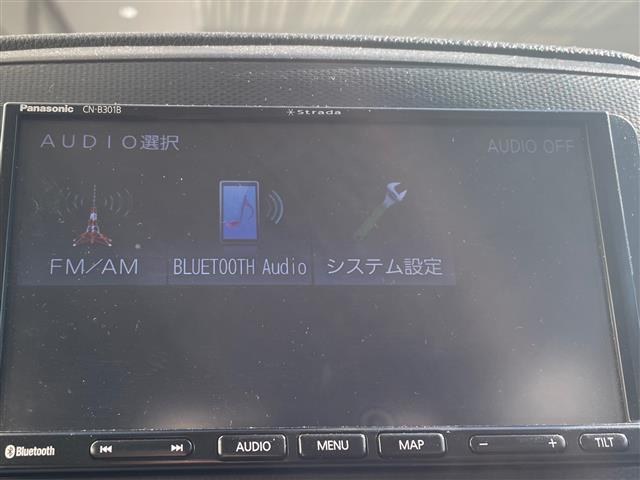 Panasonic CN-B301B
Strada
AUDIO選択
AUDIO OFF
FM/AM
BLUETOOTH Audio
システム設定
Bluetooth
AUDIO
MENU
MAP
− +
TILT